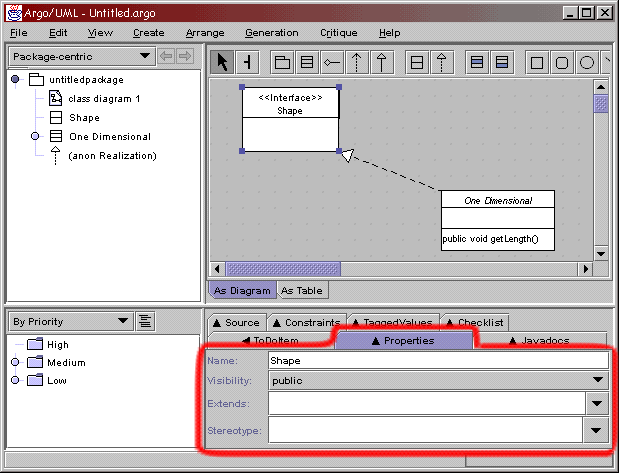 Argo/UML - Untitled.argo
File Edit View Create Arrange Generation Critique Help
Package-centric
untitledpackage
class diagram 1
Shape
One Dimensional
(anon Realization)
<<Interface>>
Shape
One Dimensional
public void getLength()
As Diagram As Table
By Priority
High
Medium
Low
Source Constraints TaggedValues Checklist
ToDoItem Properties Javadocs
Name: Shape
Visibility: public
Extends:
Stereotype: